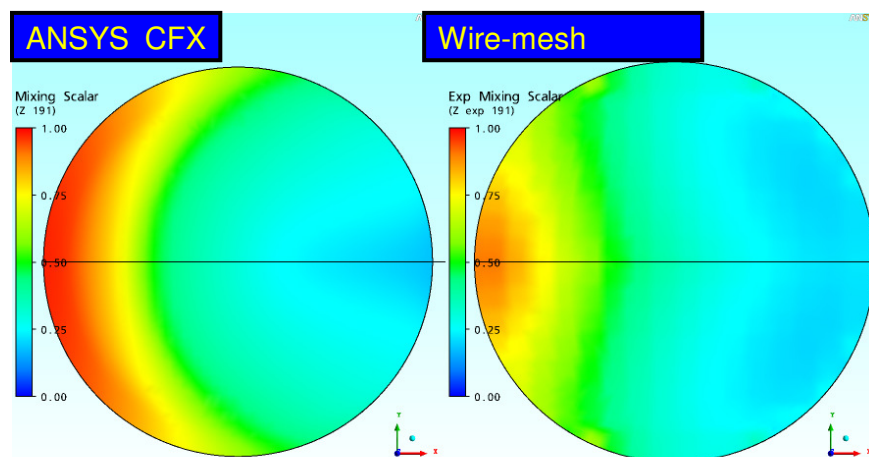 ANSYS CFX
Wire-mesh
Mixing Scalar
(Z 191)
1.00
0.75
0.50
0.25
0.00
Y
X
Exp Mixing Scalar
(Z exp 191)
1.00
0.75
0.50
0.25
0.00
Y
X